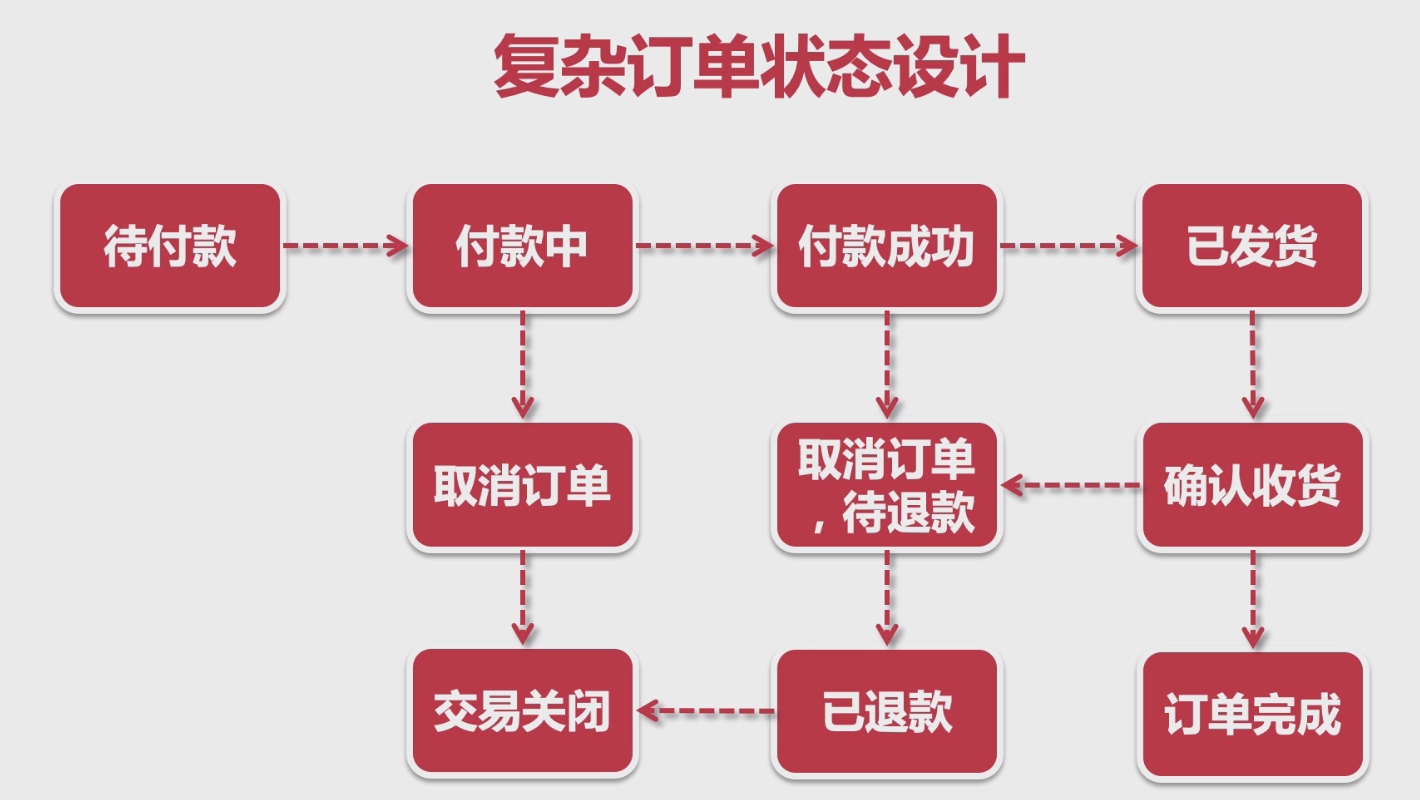 复杂订单状态设计
待付款
付款中
付款成功
已发货
取消订单
取消订单
，待退款
确认收货
交易关闭
已退款
订单完成